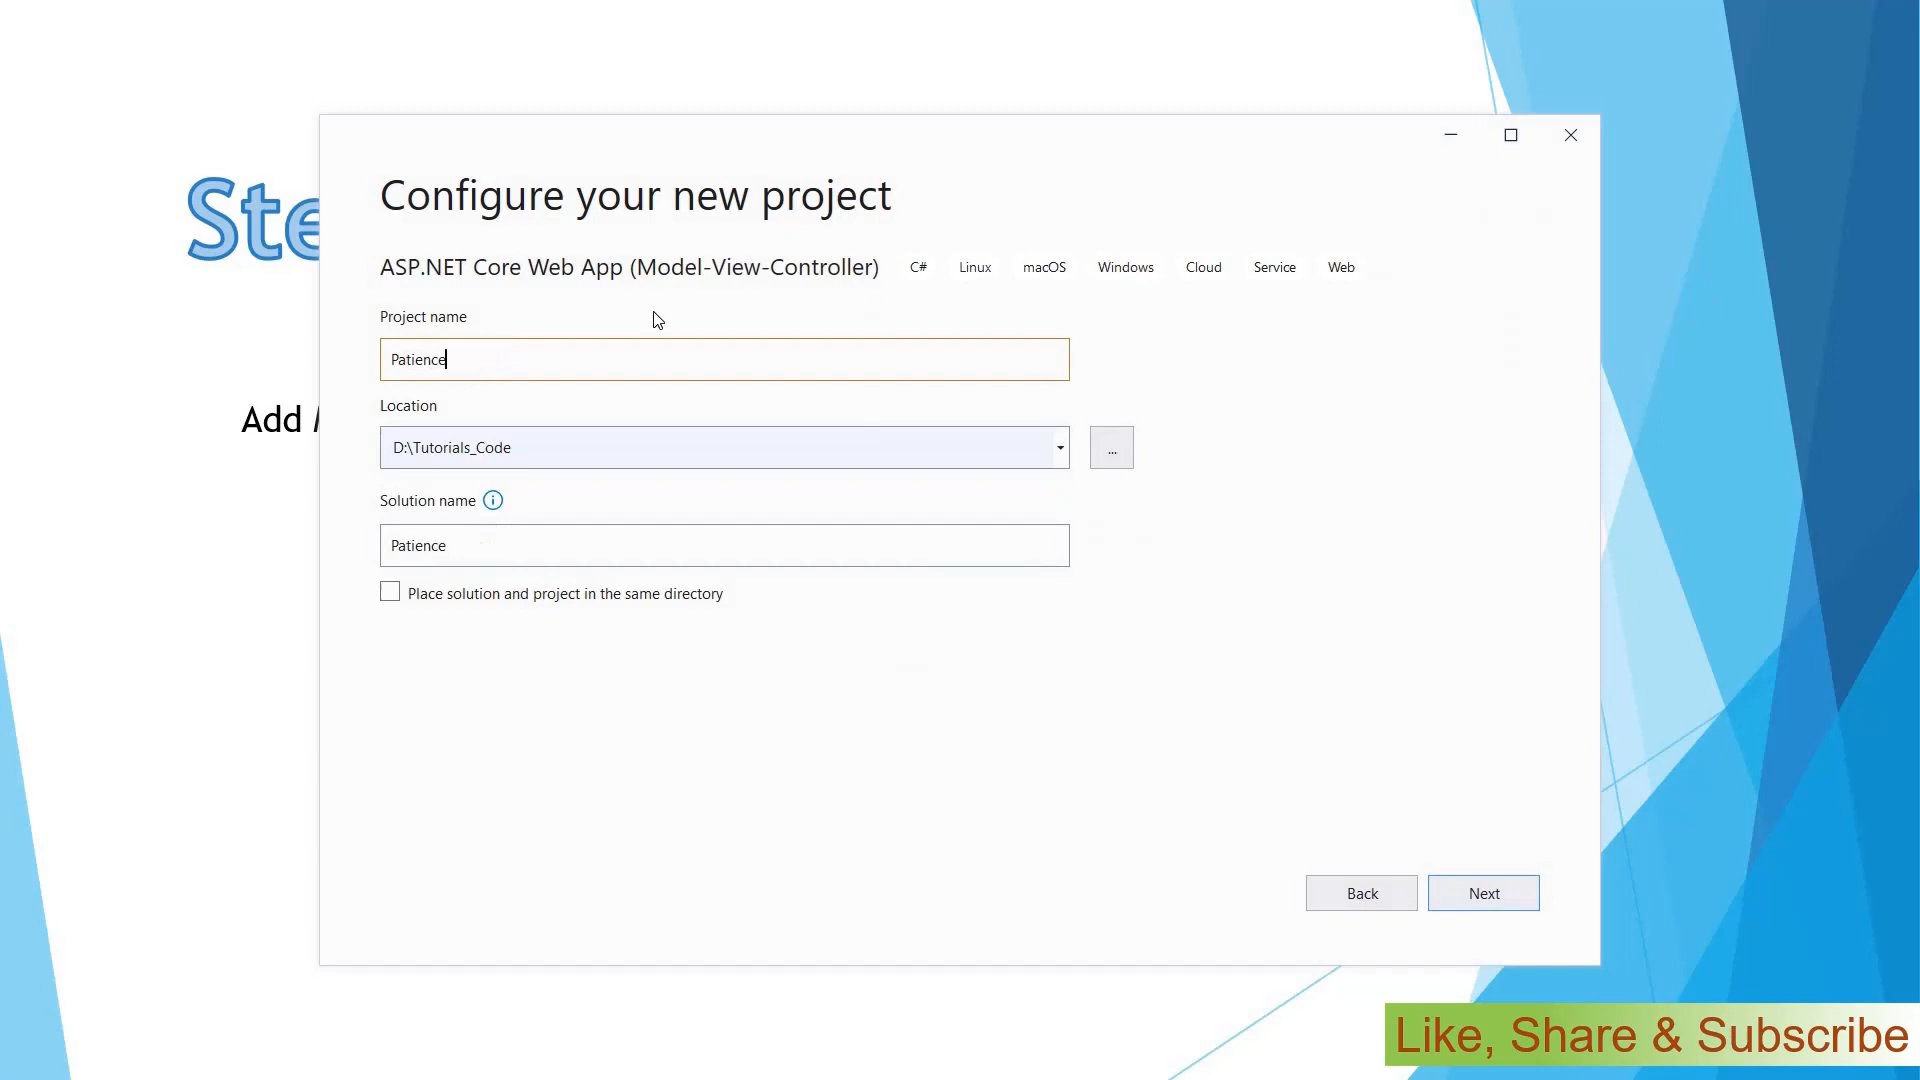 Ste
Configure your new project
ASP.NET Core Web App (Model-View-Controller) C# Linux macOS Windows Cloud Service Web
Project name
Patience
Add
Location
D:\Tutorials_Code
...
Solution name
Patience
Place solution and project in the same directory
Back Next
Like, Share & Subscribe